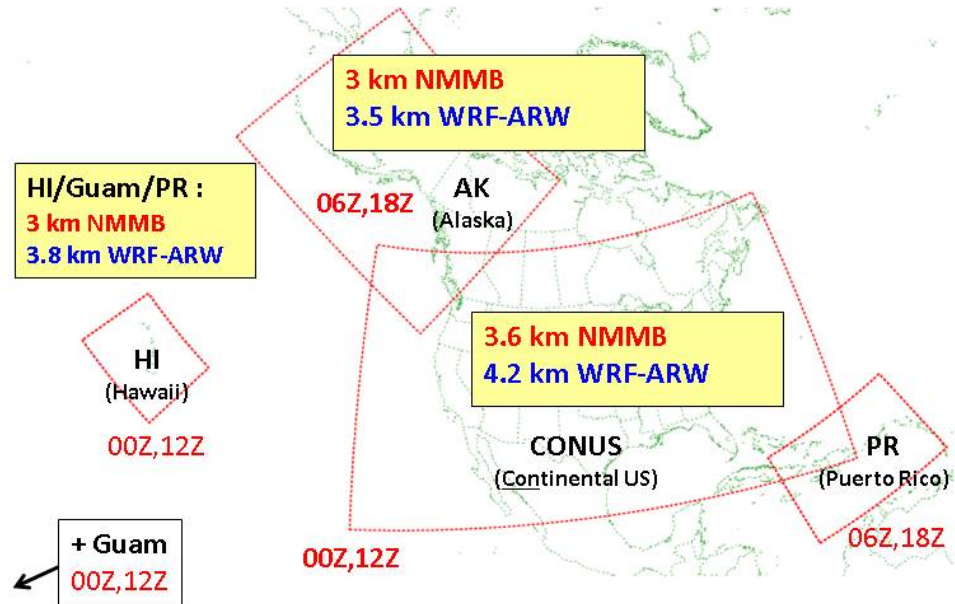 3 km NMMB
3.5 km WRF-ARW
HI/Guam/PR :
3 km NMMB
3.8 km WRF-ARW
06Z,18Z
AK
(Alaska)
3.6 km NMMB
4.2 km WRF-ARW
HI
(Hawaii)
00Z,12Z
CONUS
(Continental US)
PR
(Puerto Rico)
06Z,18Z
00Z,12Z
+ Guam
00Z,12Z